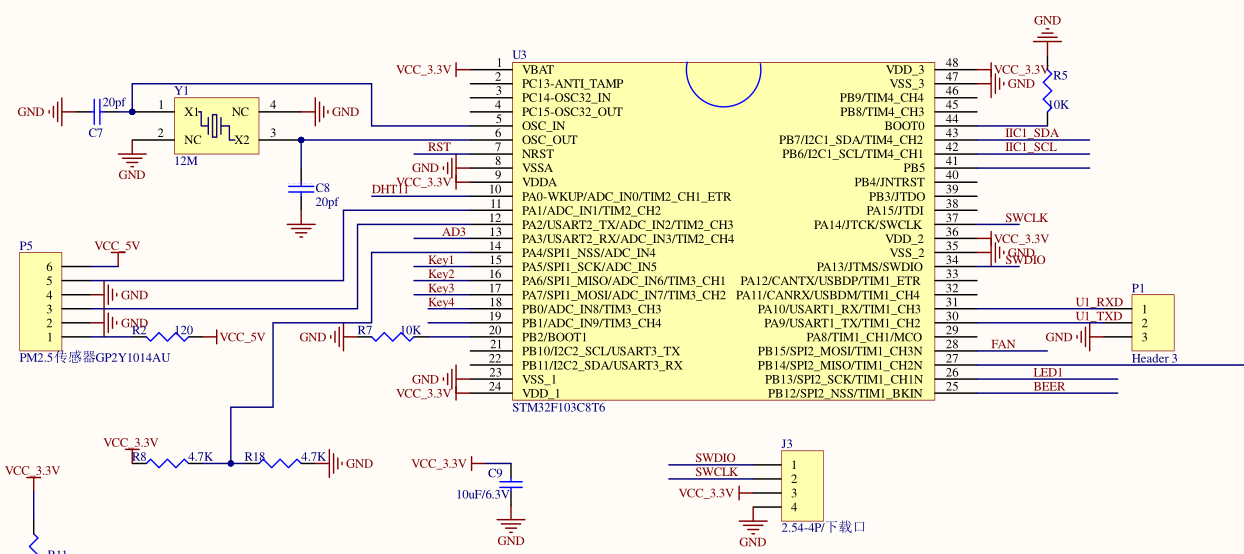 GND
U3
VCC_3.3V 1 VBAT VDD_3 48 VCC_3.3V
2 PC13-ANTI_TAMP VSS_3 47 GND
3 PC14-OSC32_IN PB9/TIM4_CH4 46
4 PC15-OSC32_OUT PB8/TIM4_CH3 45
5 OSC_IN BOOT0 44
6 OSC_OUT PB7/I2C1_SDA/TIM4_CH2 43 IIC1_SDA
RST 7 NRST PB6/I2C1_SCL/TIM4_CH1 42 IIC1_SCL
GND 8 VSSA PB5 41
VCC_3.3V 9 VDDA PB4/JNTRST 40
DHT11 10 PA0-WKUP/ADC_IN0/TIM2_CH1_ETR PB3/JTDO 39
11 PA1/ADC_IN1/TIM2_CH2 PA15/JTDI 38
12 PA2/USART2_TX/ADC_IN2/TIM2_CH3 PA14/JTCK/SWCLK 37 SWCLK
AD3 13 PA3/USART2_RX/ADC_IN3/TIM2_CH4 VDD_2 36 VCC_3.3V
14 PA4/SPI1_NSS/ADC_IN4 VSS_2 35 GND
Key1 15 PA5/SPI1_SCK/ADC_IN5 PA13/JTMS/SWDIO 34 SWDIO
Key2 16 PA6/SPI1_MISO/ADC_IN6/TIM3_CH1 PA12/CANTX/USBDP/TIM1_ETR 33
Key3 17 PA7/SPI1_MOSI/ADC_IN7/TIM3_CH2 PA11/CANRX/USBDM/TIM1_CH4 32
Key4 18 PB0/ADC_IN8/TIM3_CH3 PA10/USART1_RX/TIM1_CH3 31 U1_RXD
19 PB1/ADC_IN9/TIM3_CH4 PA9/USART1_TX/TIM1_CH2 30 U1_TXD
GND R7 10K 20 PB2/BOOT1 PA8/TIM1_CH1/MCO 29
21 PB10/I2C2_SCL/USART3_TX PB15/SPI2_MOSI/TIM1_CH3N 28 FAN
22 PB11/I2C2_SDA/USART3_RX PB14/SPI2_MISO/TIM1_CH2N 27
GND 23 VSS_1 PB13/SPI2_SCK/TIM1_CH1N 26 LED1
VCC_3.3V 24 VDD_1 PB12/SPI2_NSS/TIM1_BKIN 25 BEER
STM32F103C8T6
R5
10K
Y1
GND 20pf 1 X1 NC 4 GND
C7
2 NC X2 3
GND
12M
C8
20pf
P5
VCC_5V
6
5
4 GND
3
2 GND
1 R2 120 VCC_5V
PM2.5传感器GP2Y1014AU
P1
1
2
GND 3
Header 3
VCC_3.3V
R8 4.7K R18 4.7K GND
VCC_3.3V
R11
VCC_3.3V
C9
10uF/6.3V
GND
J3
SWDIO 1
SWCLK 2
VCC_3.3V 3
4
GND
2.54-4P/下载口